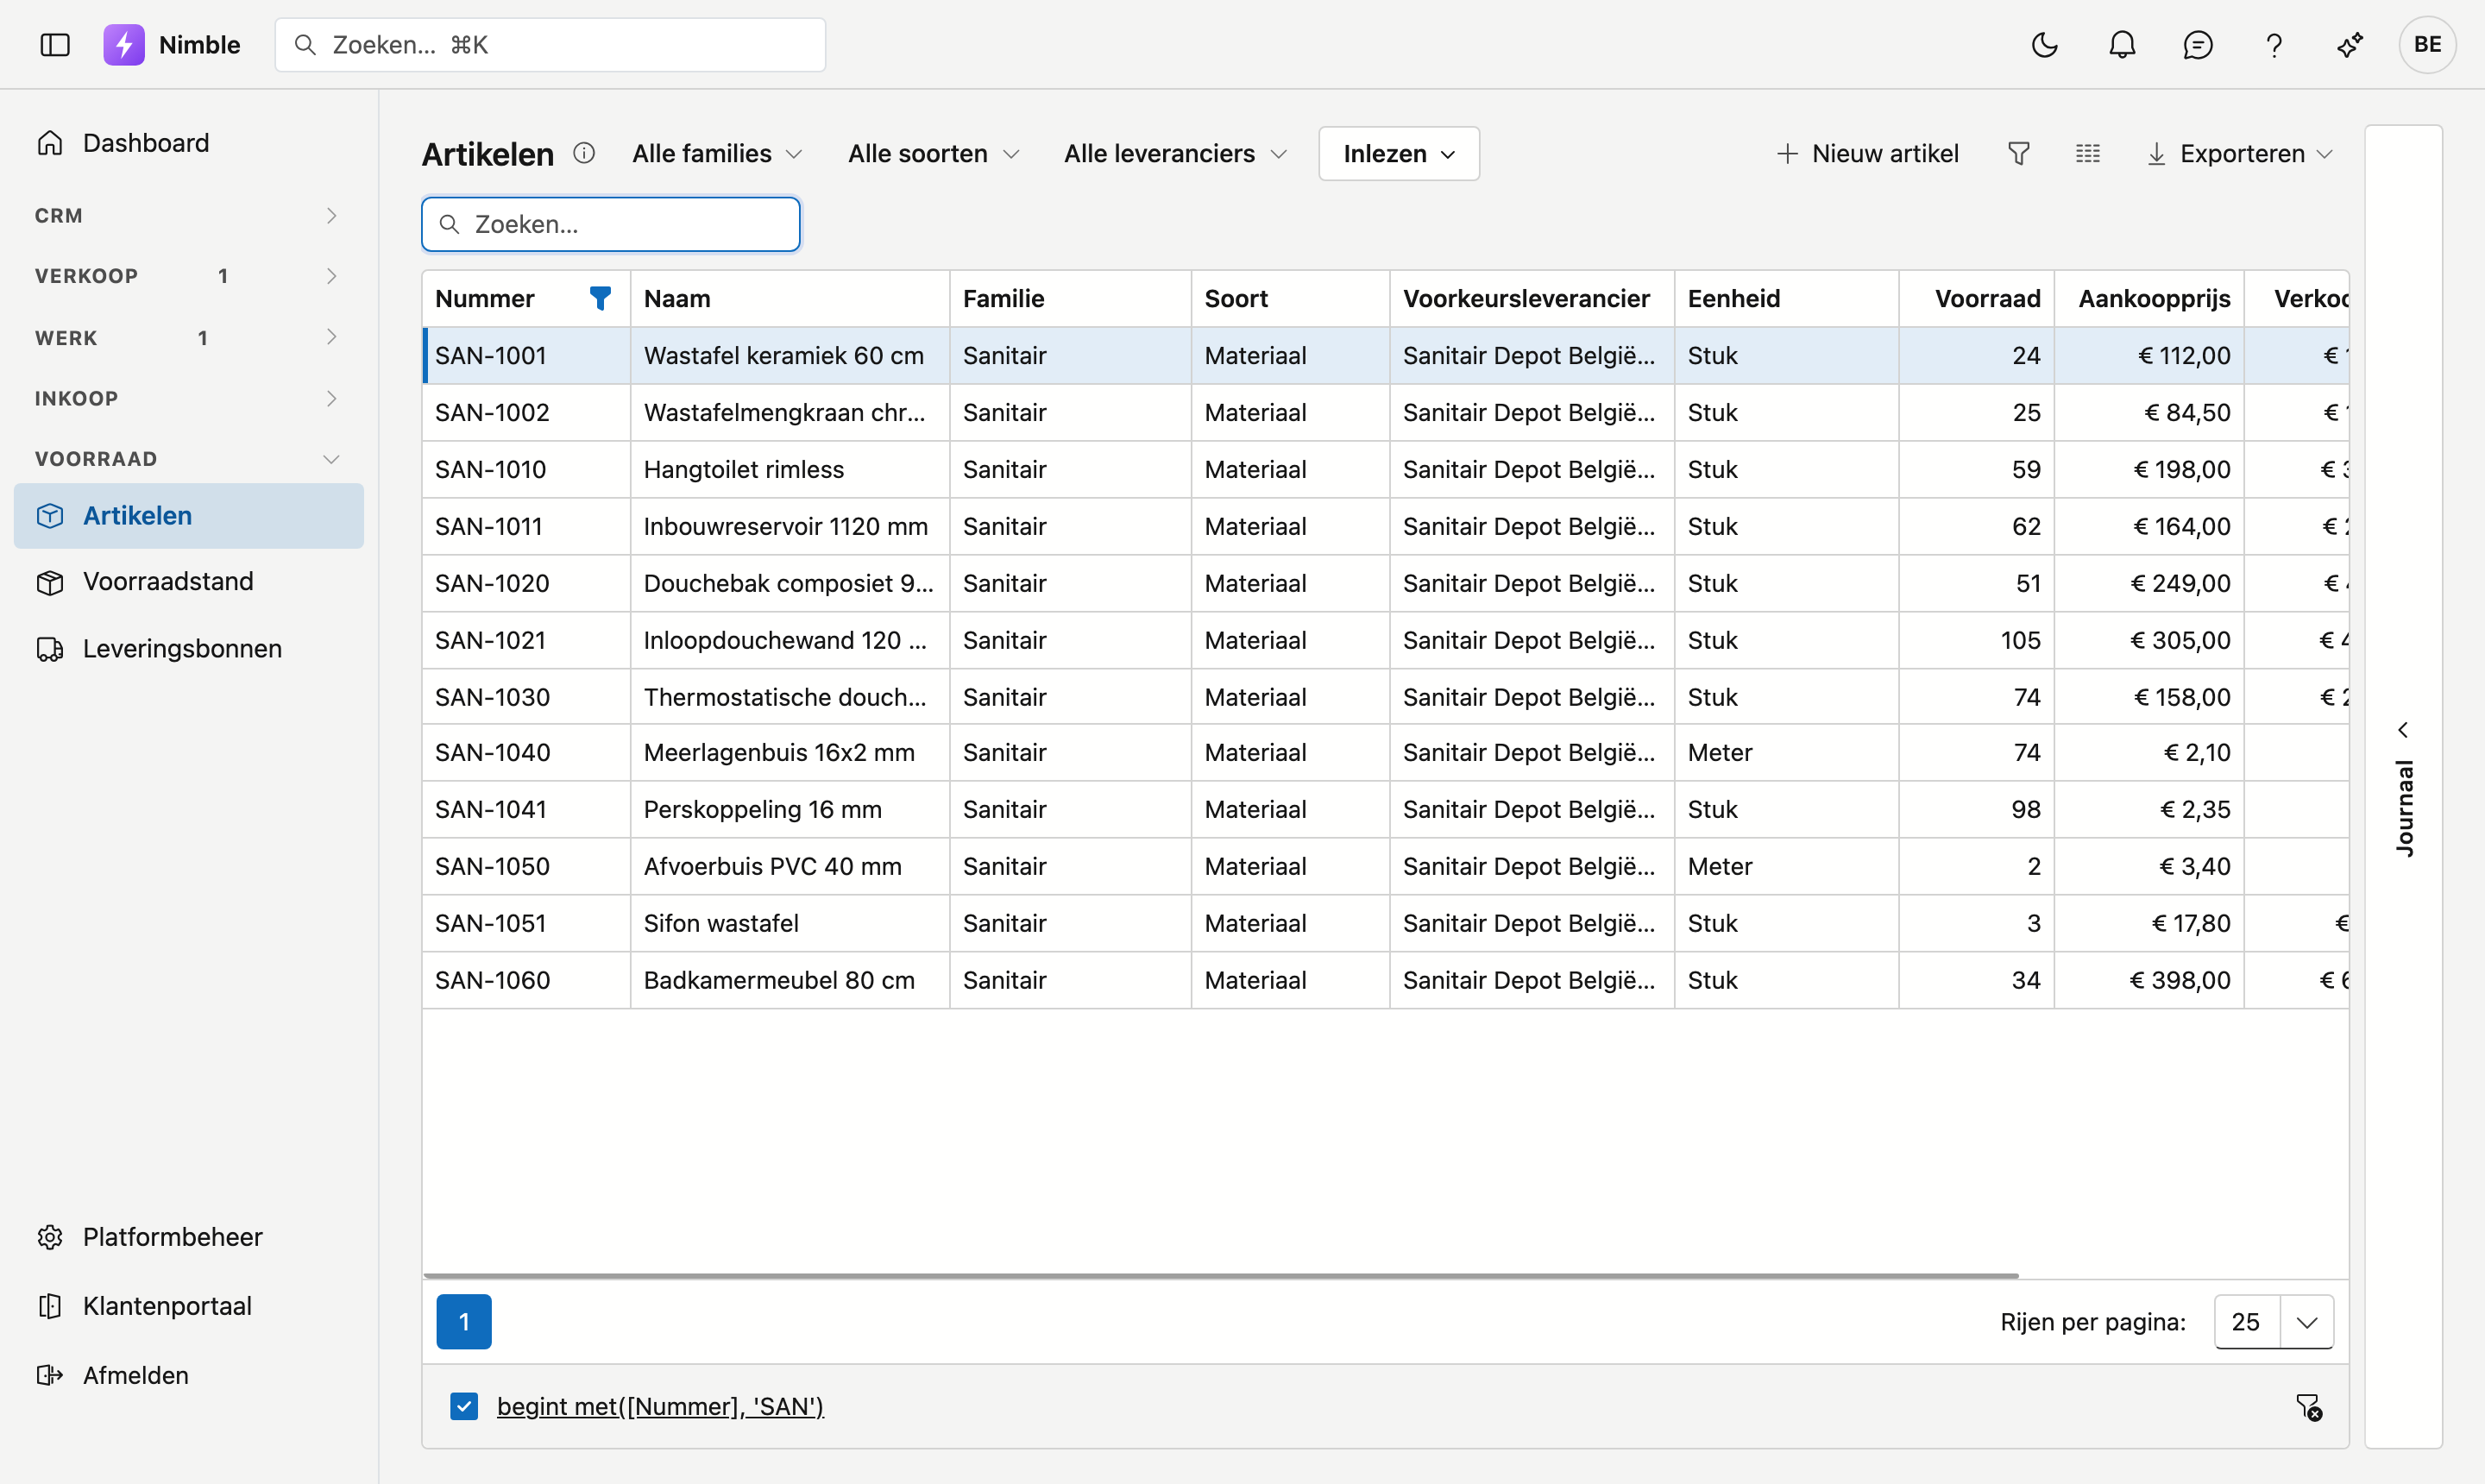 Nimble
Zoeken... ⌘K
BE
Dashboard
CRM
VERKOOP 1
WERK 1
INKOOP
VOORRAAD
Artikelen
Voorraadstand
Leveringsbonnen
Platformbeheer
Klantenportaal
Afmelden
Artikelen Alle families Alle soorten Alle leveranciers Inlezen Nieuw artikel Exporteren
Zoeken...
Nummer Naam Familie Soort Voorkeursleverancier Eenheid Voorraad Aankoopprijs Verkoo
SAN-1001 Wastafel keramiek 60 cm Sanitair Materiaal Sanitair Depot België... Stuk 24 € 112,00 €
SAN-1002 Wastafelmengkraan chr... Sanitair Materiaal Sanitair Depot België... Stuk 25 € 84,50 €
SAN-1010 Hangtoilet rimless Sanitair Materiaal Sanitair Depot België... Stuk 59 € 198,00 €
SAN-1011 Inbouwreservoir 1120 mm Sanitair Materiaal Sanitair Depot België... Stuk 62 € 164,00 €
SAN-1020 Douchebak composiet 9... Sanitair Materiaal Sanitair Depot België... Stuk 51 € 249,00 €
SAN-1021 Inloopdouchewand 120 ... Sanitair Materiaal Sanitair Depot België... Stuk 105 € 305,00 €
SAN-1030 Thermostatische douch... Sanitair Materiaal Sanitair Depot België... Stuk 74 € 158,00 €
SAN-1040 Meerlagenbuis 16x2 mm Sanitair Materiaal Sanitair Depot België... Meter 74 € 2,10
SAN-1041 Perskoppeling 16 mm Sanitair Materiaal Sanitair Depot België... Stuk 98 € 2,35
SAN-1050 Afvoerbuis PVC 40 mm Sanitair Materiaal Sanitair Depot België... Meter 2 € 3,40
SAN-1051 Sifon wastafel Sanitair Materiaal Sanitair Depot België... Stuk 3 € 17,80 €
SAN-1060 Badkamermeubel 80 cm Sanitair Materiaal Sanitair Depot België... Stuk 34 € 398,00 €
1 Rijen per pagina: 25
begint met([Nummer], 'SAN')
Journaal